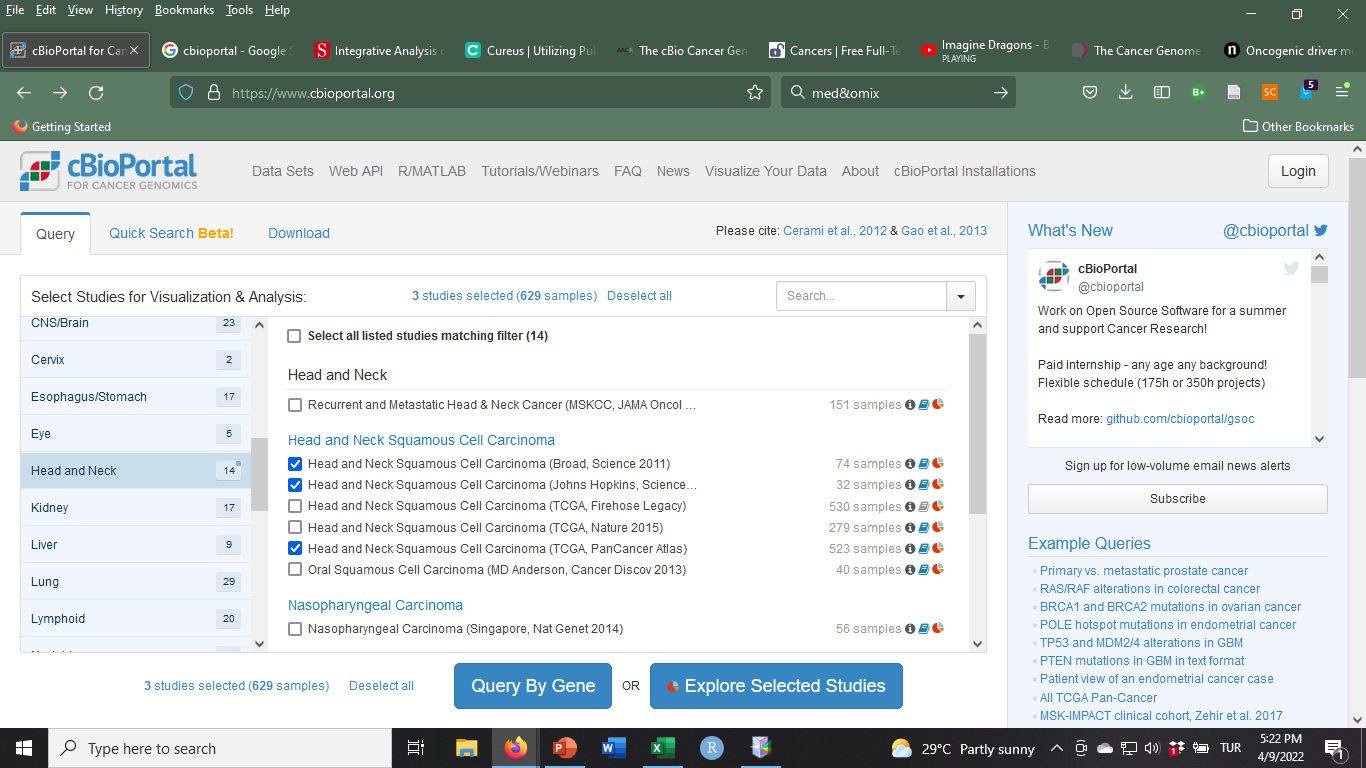 File Edit View History Bookmarks Tools Help
cBioPortal for Can
cbioportal - Google S
Integrative Analysis o
Cureus | Utilizing Pu
The cBio Cancer Gen
Cancers | Free Full-Te
Imagine Dragons - B
PLAYING
The Cancer Genome
Oncogenic driver mu
https://www.cbioportal.org
med&omix
B+
SC
5
Getting Started
Other Bookmarks
cBioPortal
FOR CANCER GENOMICS
Data Sets Web API R/MATLAB Tutorials/Webinars FAQ News Visualize Your Data About cBioPortal Installations
Login
Query Quick Search Beta! Download
Please cite: Cerami et al., 2012 & Gao et al., 2013
Select Studies for Visualization & Analysis:
3 studies selected (629 samples) Deselect all
Search...
CNS/Brain 23
Cervix 2
Esophagus/Stomach 17
Eye 5
Head and Neck 14
Kidney 17
Liver 9
Lung 29
Lymphoid 20
Select all listed studies matching filter (14)
Head and Neck
Recurrent and Metastatic Head & Neck Cancer (MSKCC, JAMA Oncol ... 151 samples
Head and Neck Squamous Cell Carcinoma
Head and Neck Squamous Cell Carcinoma (Broad, Science 2011) 74 samples
Head and Neck Squamous Cell Carcinoma (Johns Hopkins, Science... 32 samples
Head and Neck Squamous Cell Carcinoma (TCGA, Firehose Legacy) 530 samples
Head and Neck Squamous Cell Carcinoma (TCGA, Nature 2015) 279 samples
Head and Neck Squamous Cell Carcinoma (TCGA, PanCancer Atlas) 523 samples
Oral Squamous Cell Carcinoma (MD Anderson, Cancer Discov 2013) 40 samples
Nasopharyngeal Carcinoma
Nasopharyngeal Carcinoma (Singapore, Nat Genet 2014) 56 samples
3 studies selected (629 samples) Deselect all
Query By Gene OR Explore Selected Studies
What's New
@cbioportal
cBioPortal
@cbioportal
Work on Open Source Software for a summer
and support Cancer Research!
Paid internship - any age any background!
Flexible schedule (175h or 350h projects)
Read more: github.com/cbioportal/gsoc
Sign up for low-volume email news alerts
Subscribe
Example Queries
Primary vs. metastatic prostate cancer
RAS/RAF alterations in colorectal cancer
BRCA1 and BRCA2 mutations in ovarian cancer
POLE hotspot mutations in endometrial cancer
TP53 and MDM2/4 alterations in GBM
PTEN mutations in GBM in text format
Patient view of an endometrial cancer case
All TCGA Pan-Cancer
MSK-IMPACT clinical cohort, Zehir et al. 2017
Type here to search
29°C Partly sunny
TUR
5:22 PM
4/9/2022
1